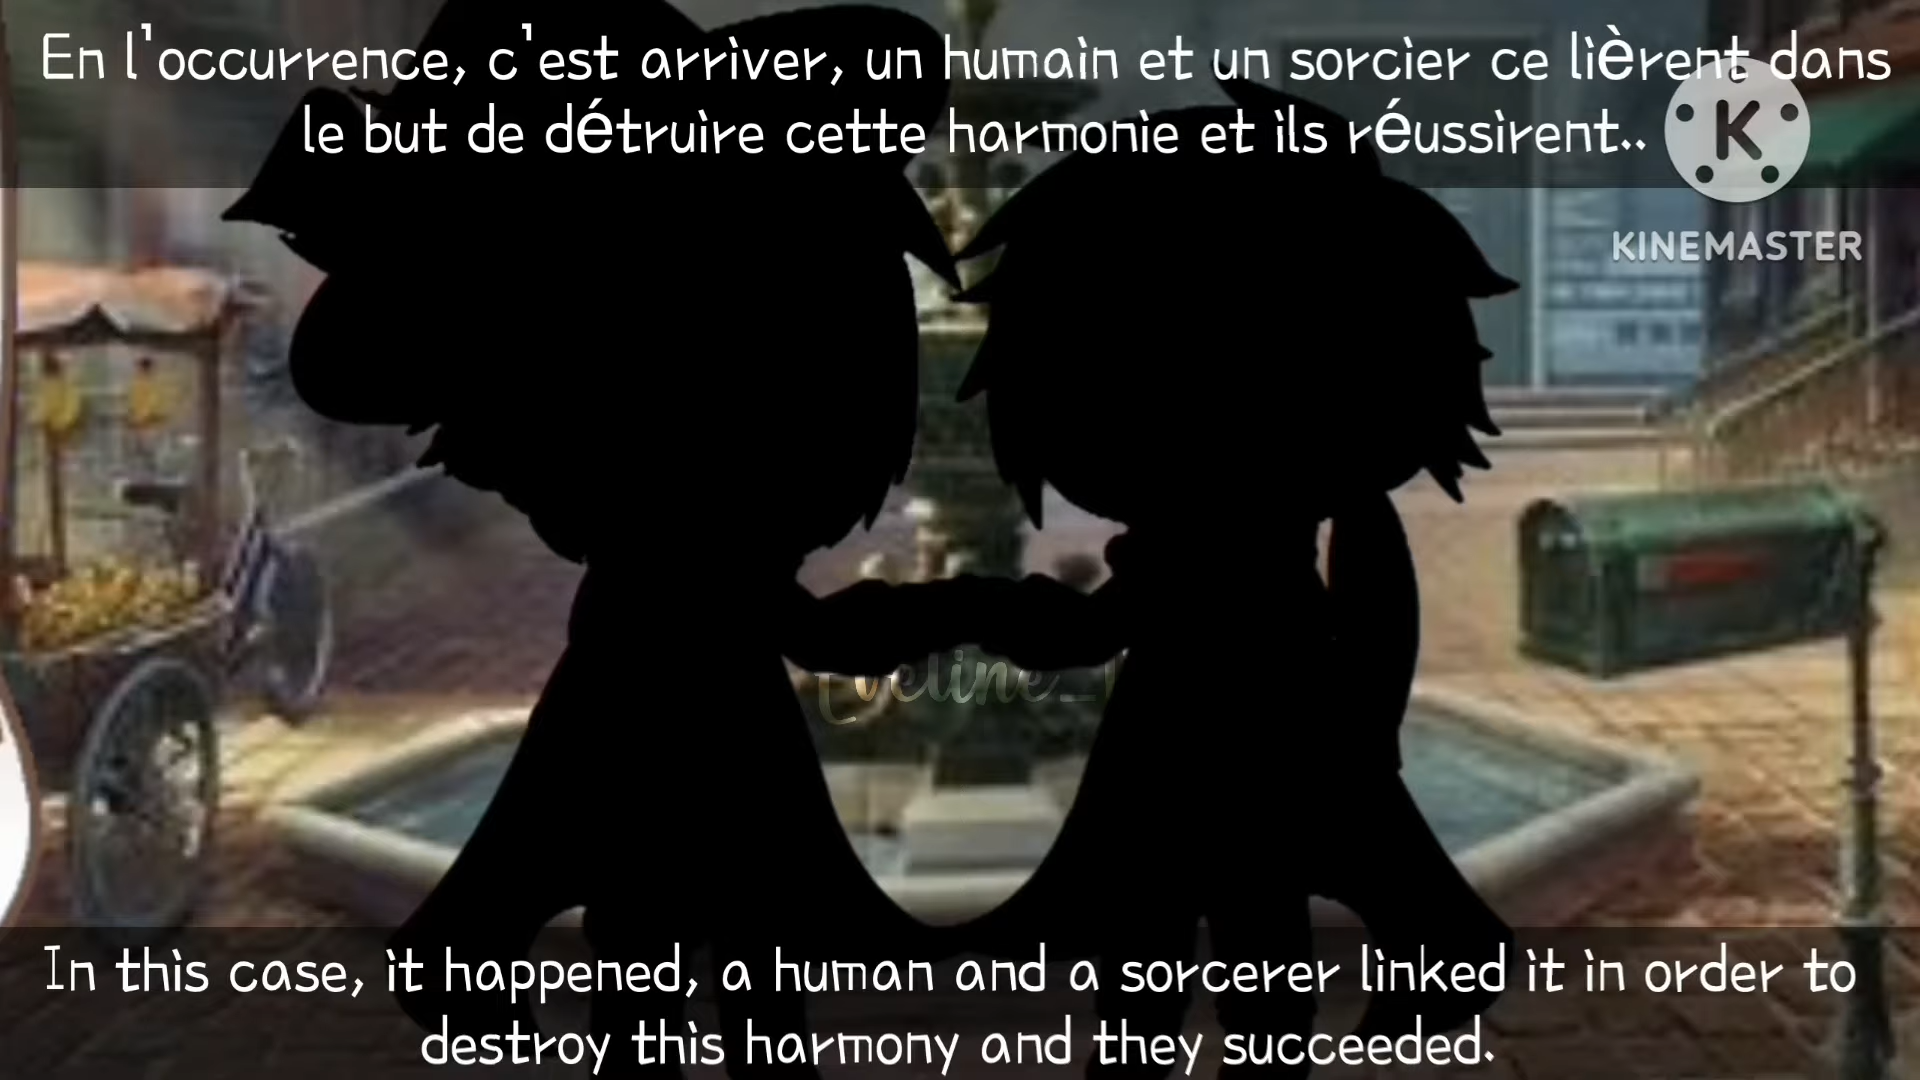 En l'occurrence, c'est arriver, un humain et un sorcier ce lièrent dans
le but de détruire cette harmonie et ils réussirent..
K
KINEMASTER
Eveline_
In this case, it happened, a human and a sorcerer linked it in order to
destroy this harmony and they succeeded.